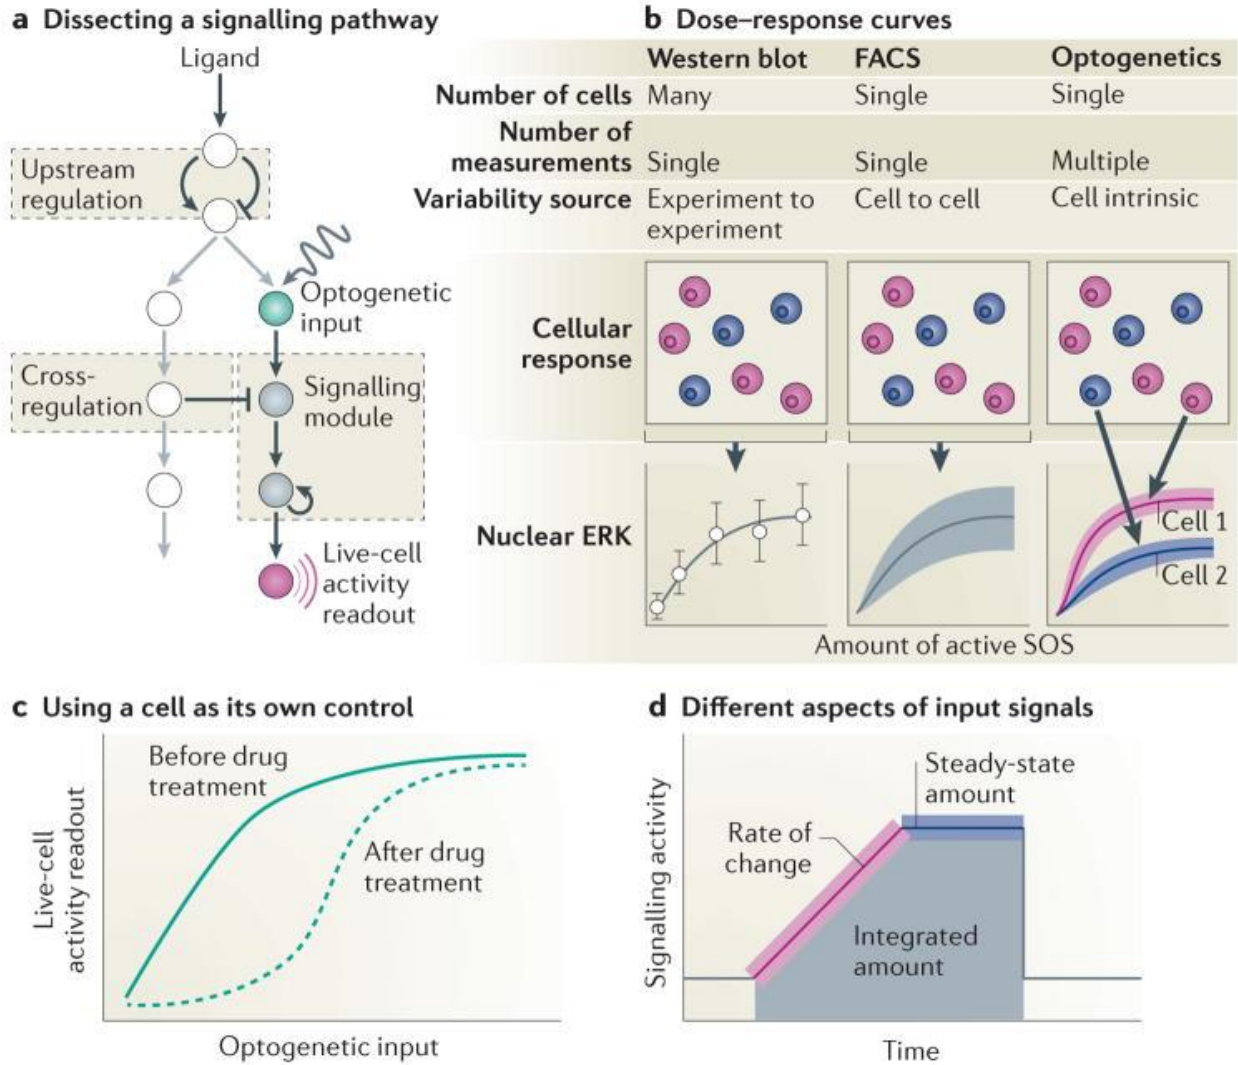 a Dissecting a signalling pathway
Ligand
Upstream
regulation
Optogenetic
input
Cross-
regulation
Signalling
module
Live-cell
activity
readout
b Dose–response curves
Western blot FACS Optogenetics
Number of cells Many Single Single
Number of
measurements Single Single Multiple
Variability source Experiment to Cell to cell Cell intrinsic
experiment
Cellular
response
Nuclear ERK
Cell 1
Cell 2
Amount of active SOS
c Using a cell as its own control
Before drug
treatment
After drug
treatment
Live-cell
activity readout
Optogenetic input
d Different aspects of input signals
Steady-state
amount
Rate of
change
Integrated
amount
Signalling activity
Time